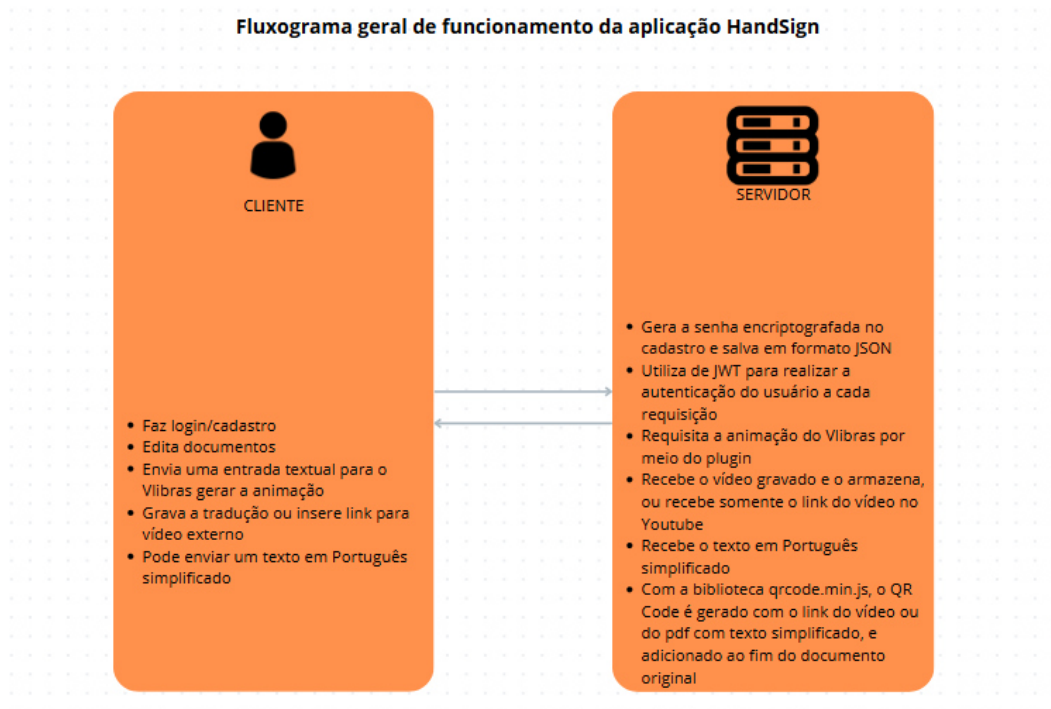 Fluxograma geral de funcionamento da aplicação HandSign
CLIENTE
• Faz login/cadastro
• Edita documentos
• Envia uma entrada textual para o
Vlibras gerar a animação
• Grava a tradução ou insere link para
vídeo externo
• Pode enviar um texto em Português
simplificado
SERVIDOR
• Gera a senha encriptografada no
cadastro e salva em formato JSON
• Utiliza de JWT para realizar a
autenticação do usuário a cada
requisição
• Requisita a animação do Vlibras por
meio do plugin
• Recebe o vídeo gravado e o armazena,
ou recebe somente o link do vídeo no
Youtube
• Recebe o texto em Português
simplificado
• Com a biblioteca qrcode.min.js, o QR
Code é gerado com o link do vídeo ou
do pdf com texto simplificado, e
adicionado ao fim do documento
original